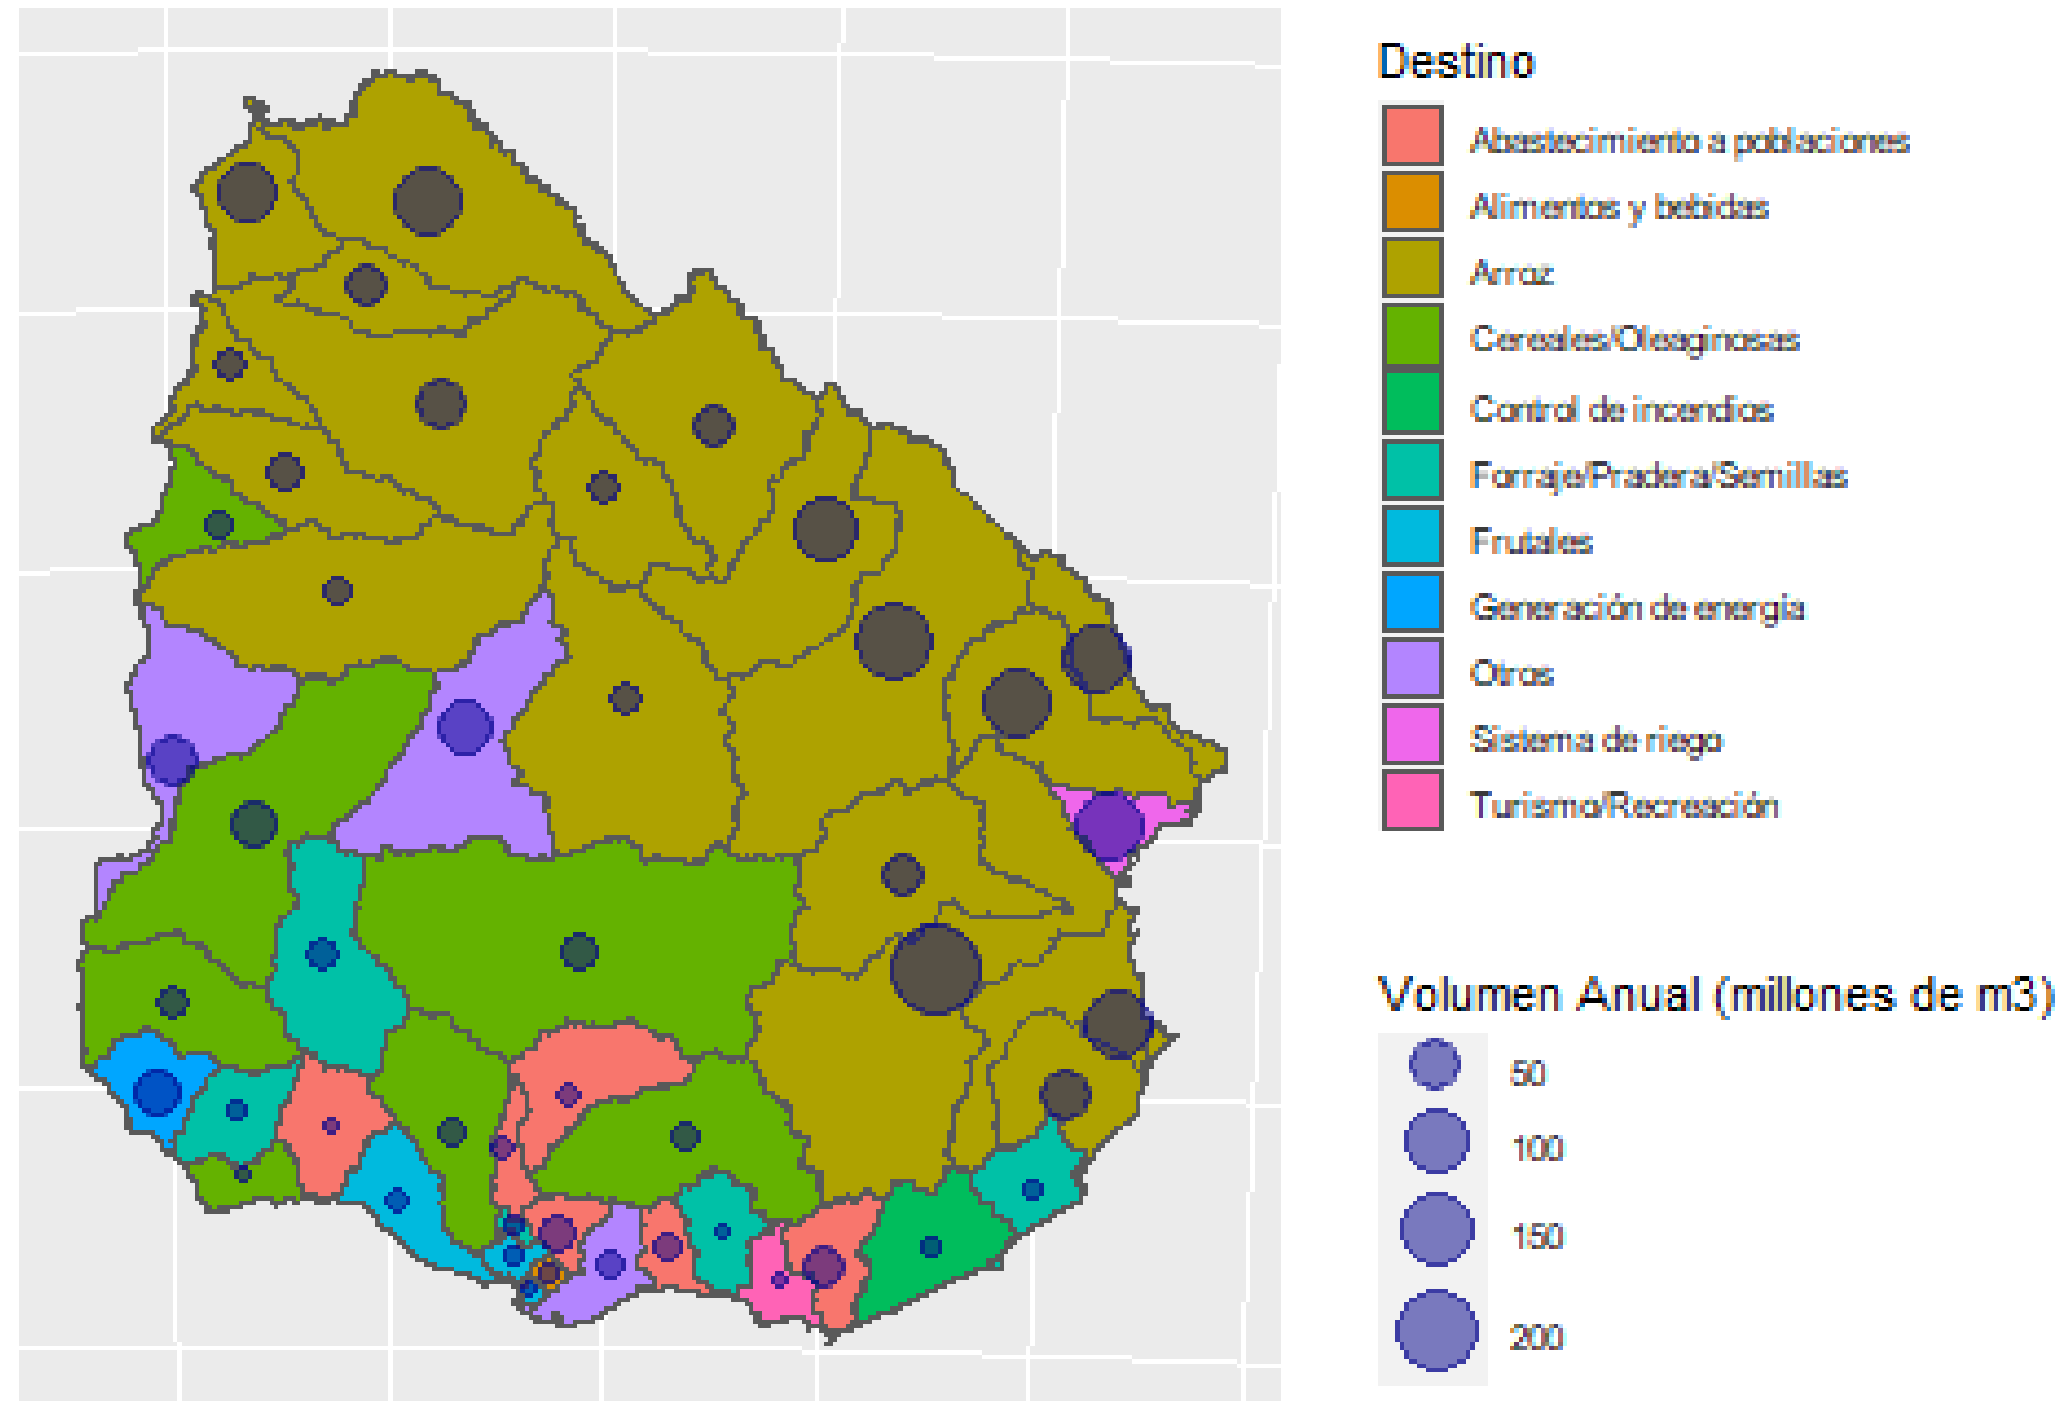 Destino
Abastecimiento a poblaciones
Alimentos y bebidas
Arroz
Cereales/Oleaginosas
Control de incendios
Forraje/Pradera/Semillas
Frutales
Generación de energía
Otros
Sistema de riego
Turismo/Recreación
Volumen Anual (millones de m3)
50
100
150
200